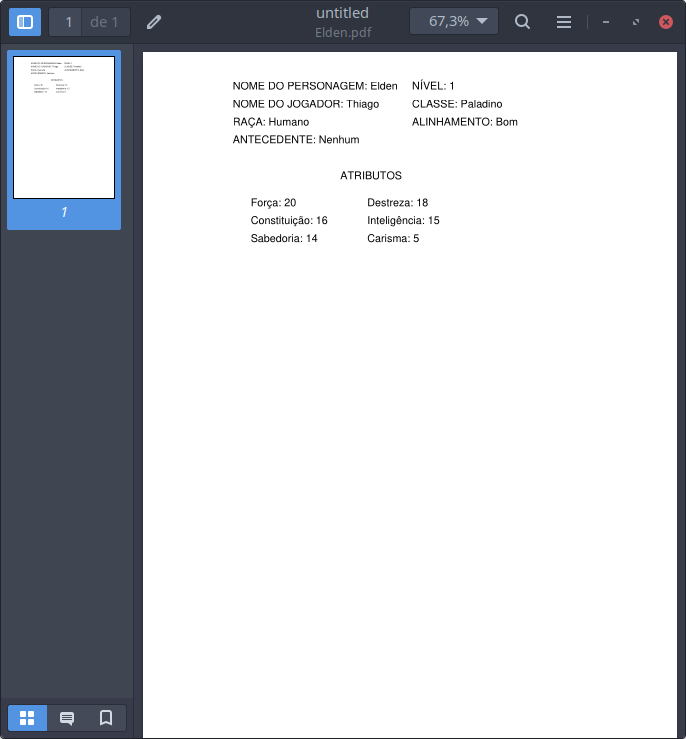 untitled
Elden.pdf
1 de 1
67,3%
1
NOME DO PERSONAGEM: Elden NÍVEL: 1
NOME DO JOGADOR: Thiago CLASSE: Paladino
RAÇA: Humano ALINHAMENTO: Bom
ANTECEDENTE: Nenhum
ATRIBUTOS
Força: 20 Destreza: 18
Constituição: 16 Inteligência: 15
Sabedoria: 14 Carisma: 5